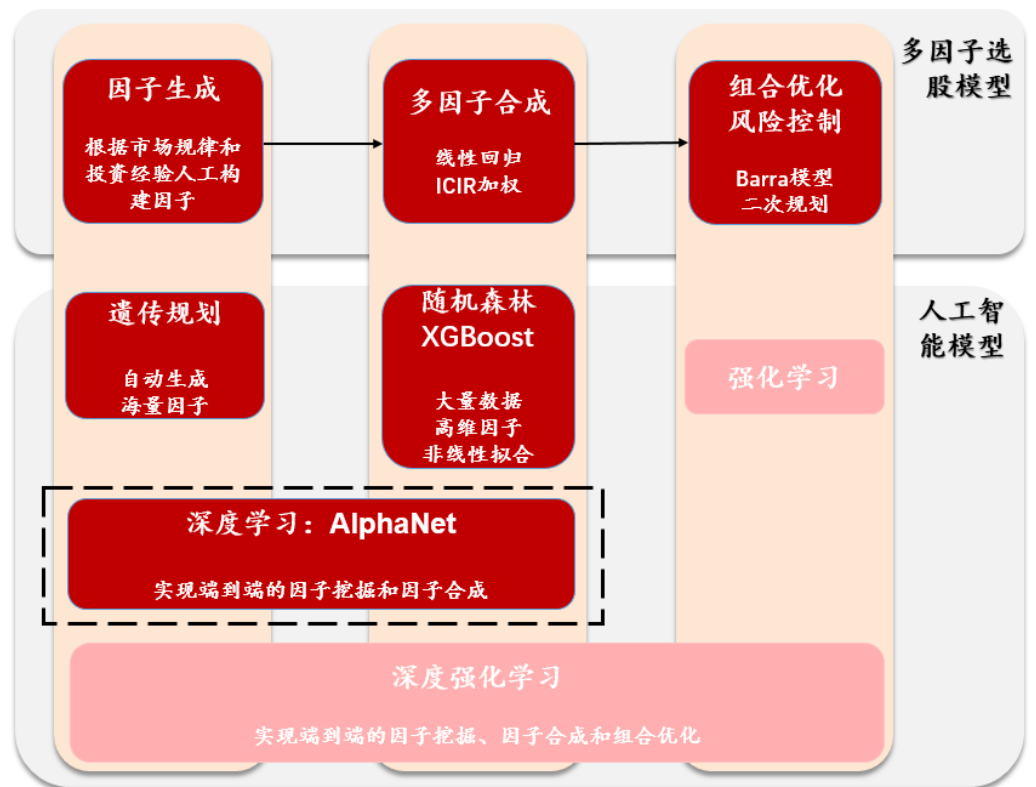 多因子选
股模型
因子生成
根据市场规律和
投资经验人工构
建因子
多因子合成
线性回归
ICIR加权
组合优化
风险控制
Barra模型
二次规划
人工智
能模型
遗传规划
自动生成
海量因子
随机森林
XGBoost
大量数据
高维因子
非线性拟合
强化学习
深度学习：AlphaNet
实现端到端的因子挖掘和因子合成
深度强化学习
实现端到端的因子挖掘、因子合成和组合优化